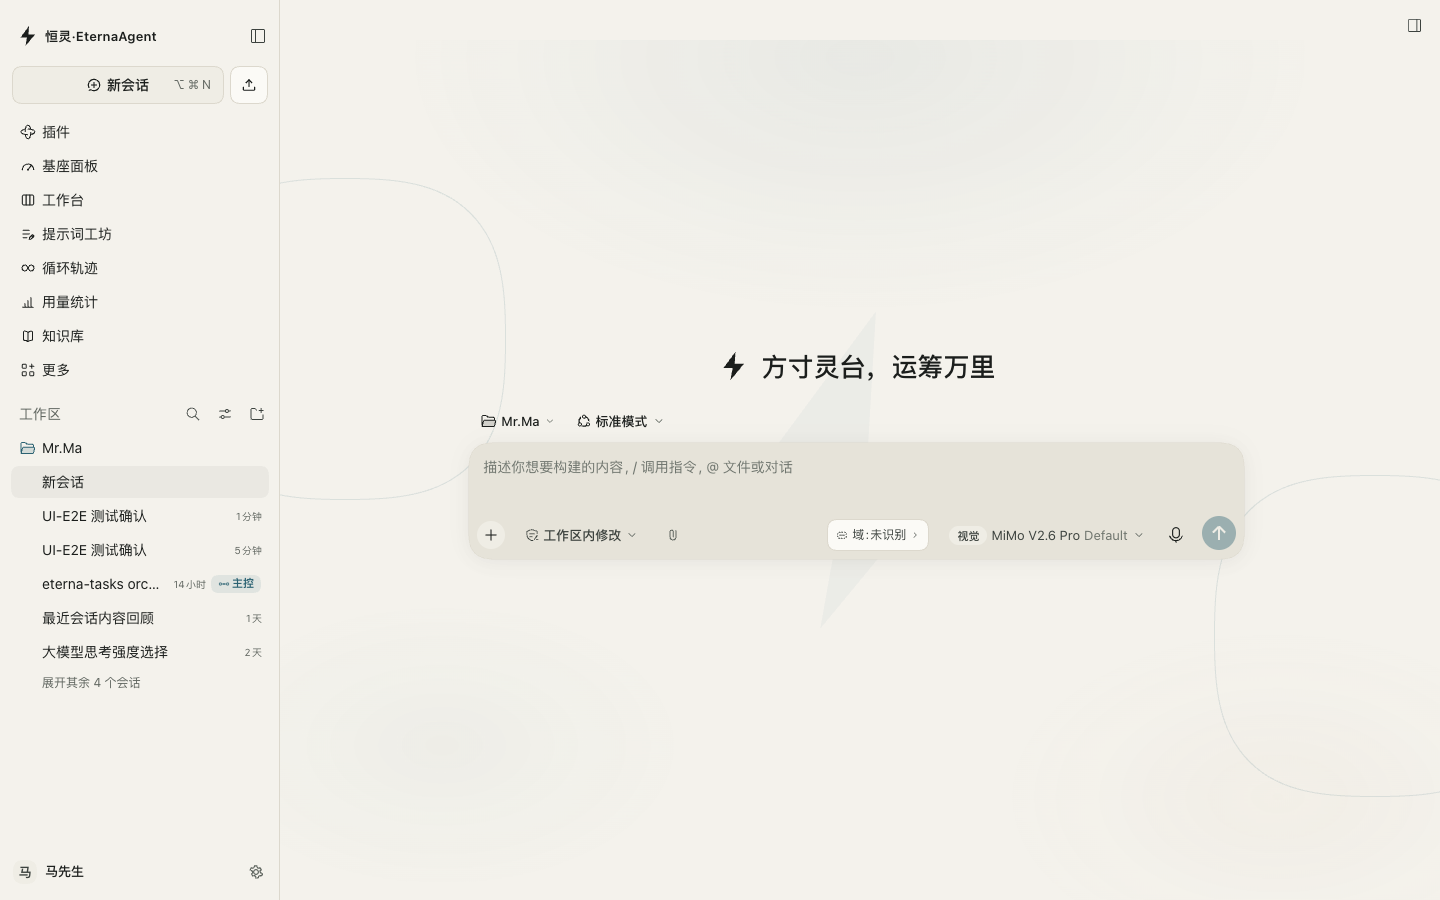 恒灵·EternaAgent
新会话 ⌥ ⌘ N
插件
基座面板
工作台
提示词工坊
循环轨迹
用量统计
知识库
更多
工作区
Mr.Ma
新会话
UI-E2E 测试确认 1分钟
UI-E2E 测试确认 5分钟
eterna-tasks orc... 14小时 主控
最近会话内容回顾 1天
大模型思考强度选择 2天
展开其余 4 个会话
马 马先生
方寸灵台，运筹万里
Mr.Ma 标准模式
描述你想要构建的内容, / 调用指令, @ 文件或对话
工作区内修改 域:未识别 › 视觉 MiMo V2.6 Pro Default